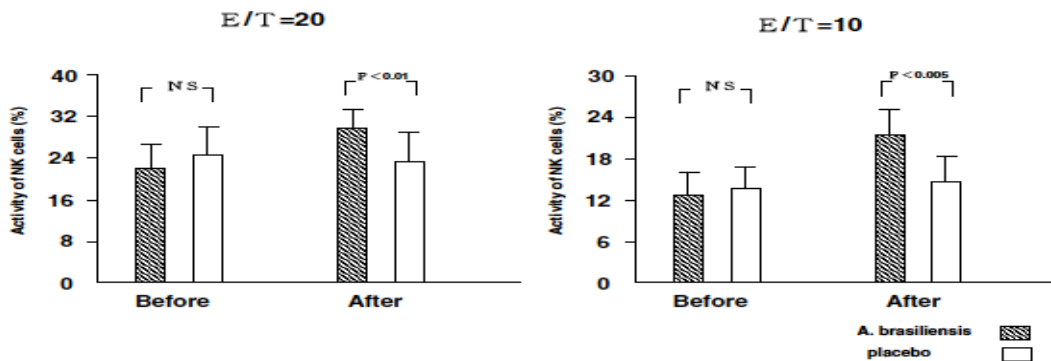 E/T=20
Activity of NK cells (%)
40
32
24
16
8
0
NS
P<0.01
Before
After
E/T=10
Activity of NK cells (%)
30
24
18
12
6
0
NS
P<0.005
Before
After
A. brasiliensis
placebo